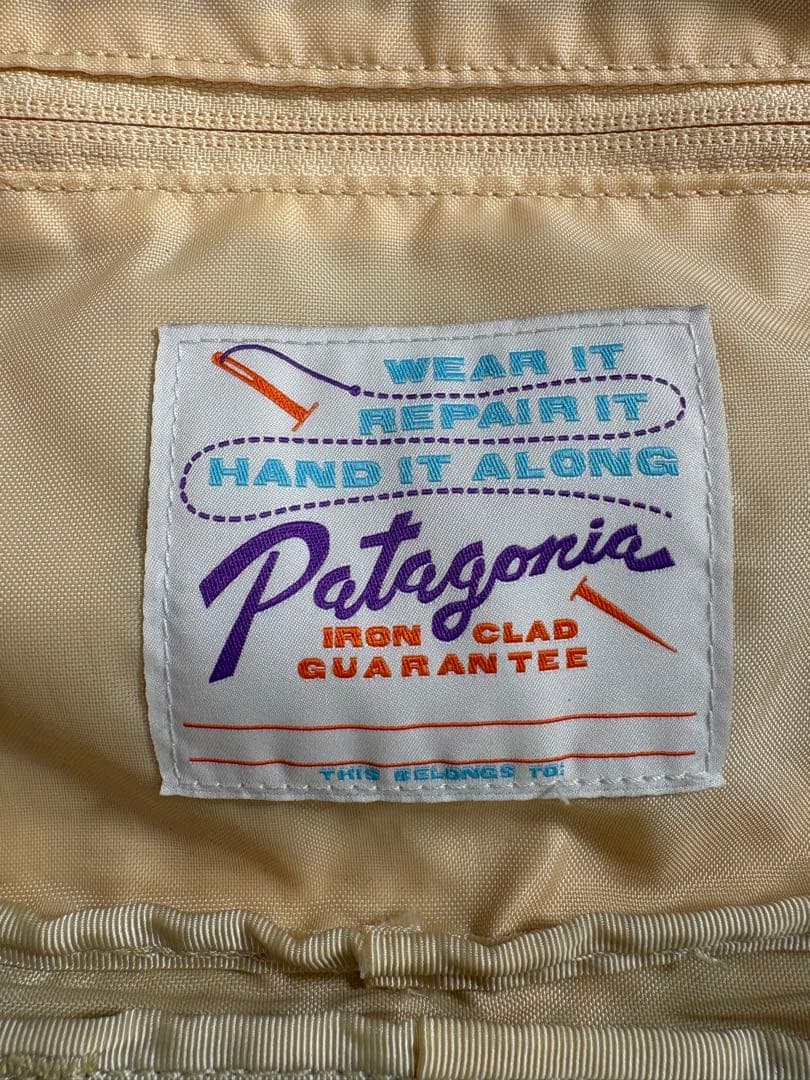 WEAR IT
REPAIR IT
HAND IT ALONG
Patagonia
IRON CLAD
GUARANTEE
THIS BELONGS TO: